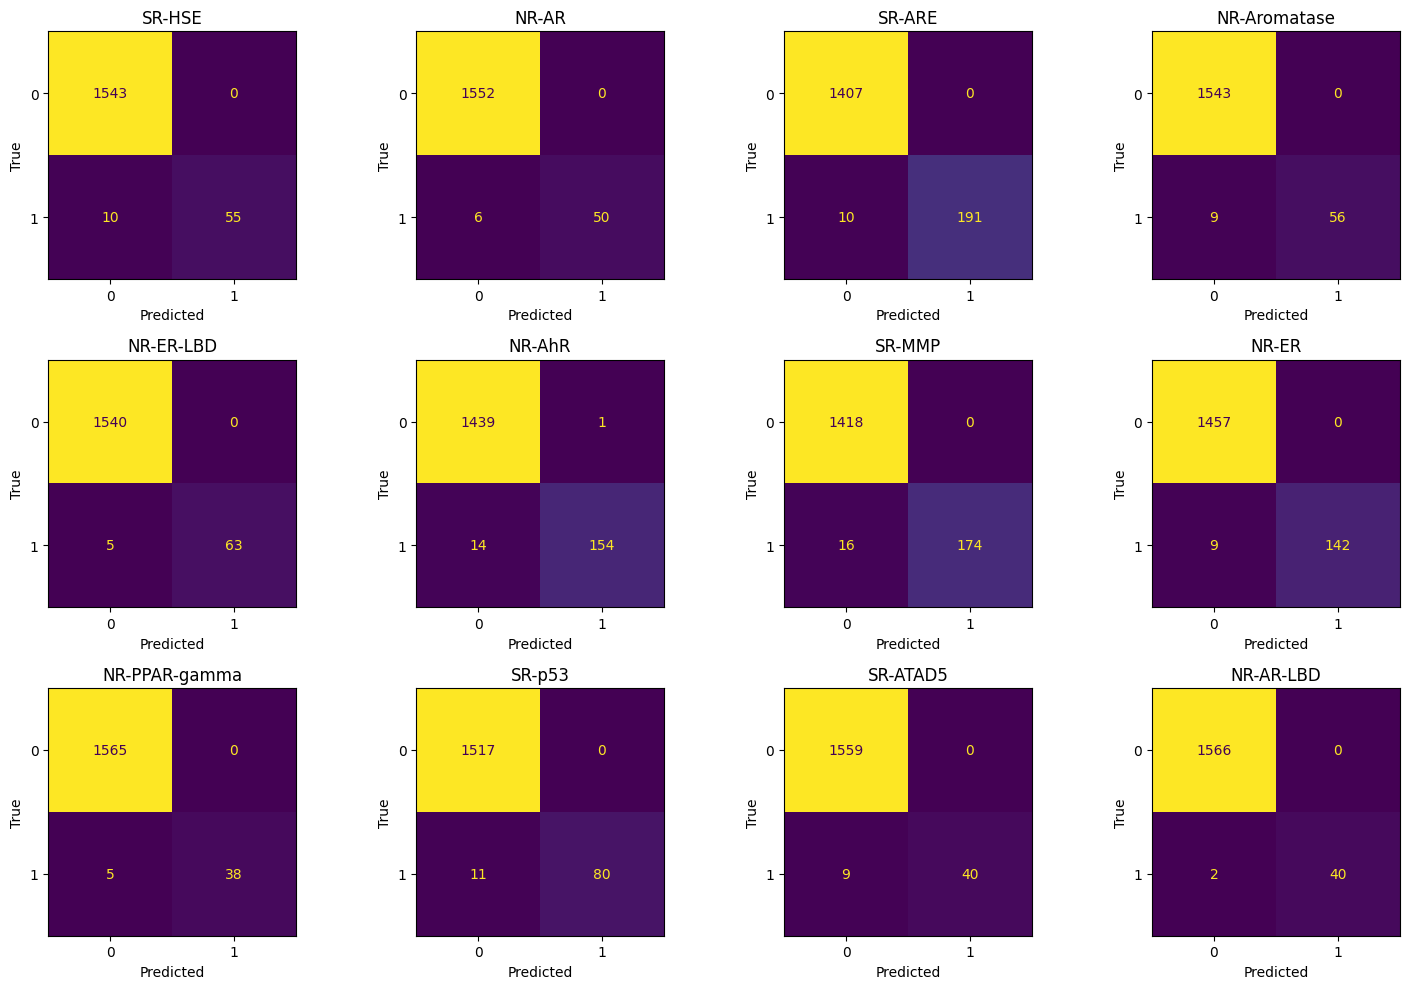 SR-HSE
NR-AR
SR-ARE
NR-Aromatase
0 1543 0
0 1552 0
0 1407 0
0 1543 0
True
True
True
True
1 10 55
1 6 50
1 10 191
1 9 56
0 1
0 1
0 1
0 1
Predicted
Predicted
Predicted
Predicted
NR-ER-LBD
NR-AhR
SR-MMP
NR-ER
0 1540 0
0 1439 1
0 1418 0
0 1457 0
True
True
True
True
1 5 63
1 14 154
1 16 174
1 9 142
0 1
0 1
0 1
0 1
Predicted
Predicted
Predicted
Predicted
NR-PPAR-gamma
SR-p53
SR-ATAD5
NR-AR-LBD
0 1565 0
0 1517 0
0 1559 0
0 1566 0
True
True
True
True
1 5 38
1 11 80
1 9 40
1 2 40
0 1
0 1
0 1
0 1
Predicted
Predicted
Predicted
Predicted